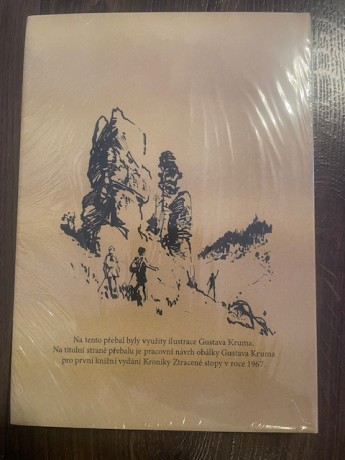 Na tento přebal byly využity ilustrace Gustava Kruma.
Na titulní straně přebalu je pracovní návrh obálky Gustava Kruma
pro první knižní vydání Kroniky Ztracené stopy v roce 1967.